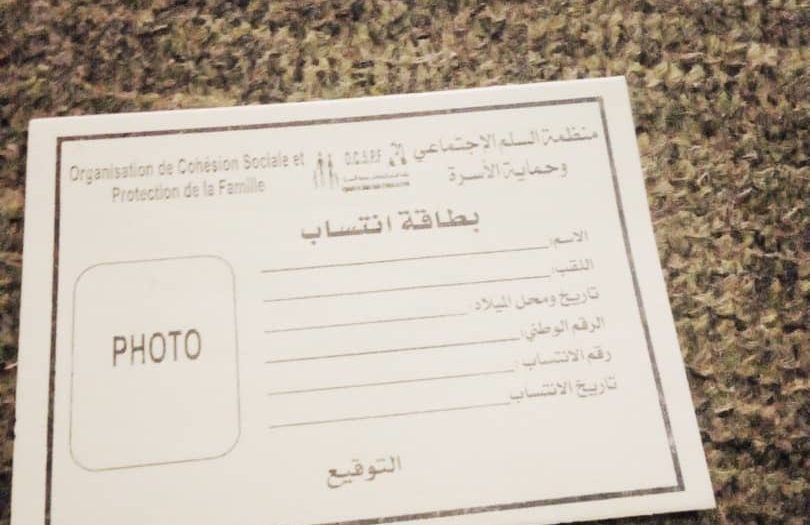 منظمة السلم الإجتماعي
وحماية الأسرة
O.C.S.P.F
Organisation de Cohésion Sociale et
Protection de la Famille
بطاقة انتساب
الاسم:
اللقب:
تاريخ ومحل الميلاد :
الرقم الوطني:
رقم الانتساب :
تاريخ الانتساب
PHOTO
التوقيع